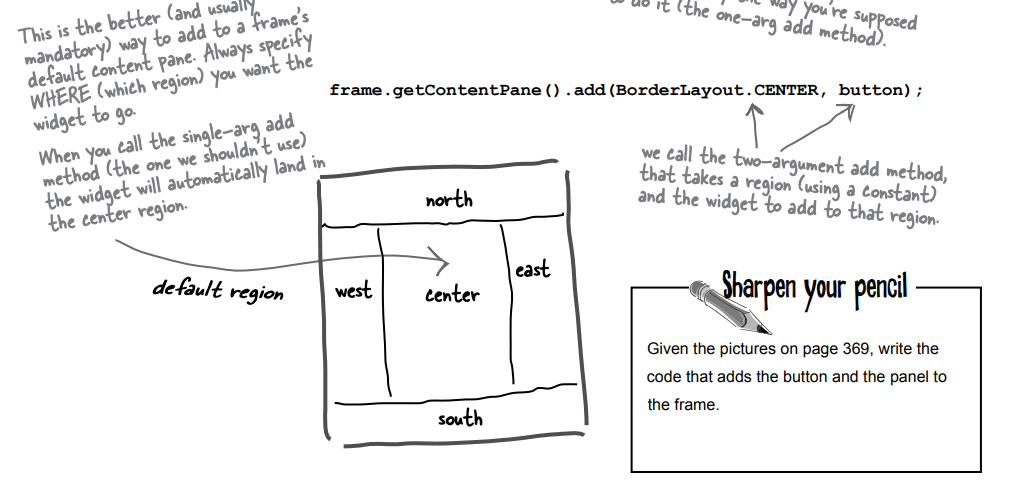 This is the better (and usually
mandatory) way to add to a frame's
default content pane. Always specify
WHERE (which region) you want the
widget to go.
When you call the single-arg add
method (the one we shouldn't use)
the widget will automatically land in
the center region.
way you're supposed
to do it (the one-arg add method).
frame.getContentPane().add(BorderLayout.CENTER, button);
we call the two-argument add method,
that takes a region (using a constant)
and the widget to add to that region.
north
west
center
east
south
default region
Sharpen your pencil
Given the pictures on page 369, write the
code that adds the button and the panel to
the frame.